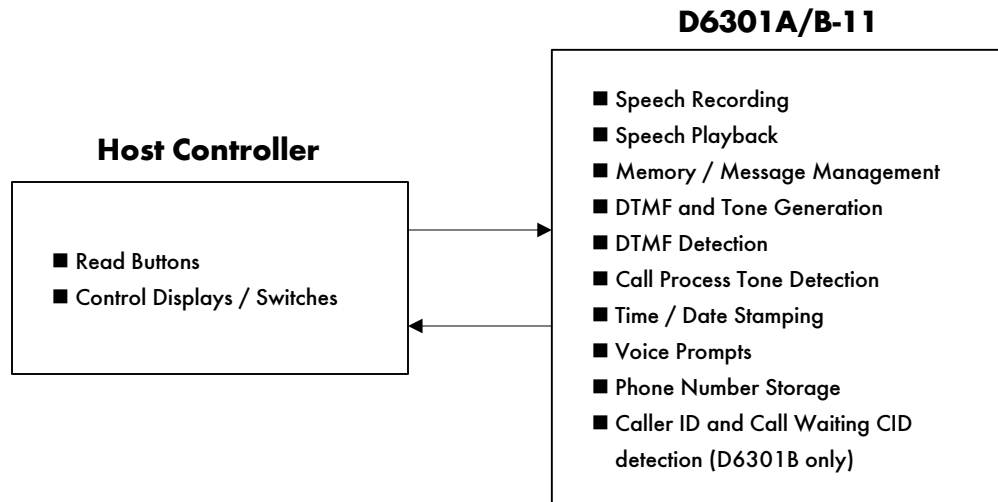 D6301A/B-11
■ Speech Recording
■ Speech Playback
■ Memory / Message Management
■ DTMF and Tone Generation
■ DTMF Detection
■ Call Process Tone Detection
■ Time / Date Stamping
■ Voice Prompts
■ Phone Number Storage
■ Caller ID and Call Waiting CID
detection (D6301B only)
Host Controller
■ Read Buttons
■ Control Displays / Switches